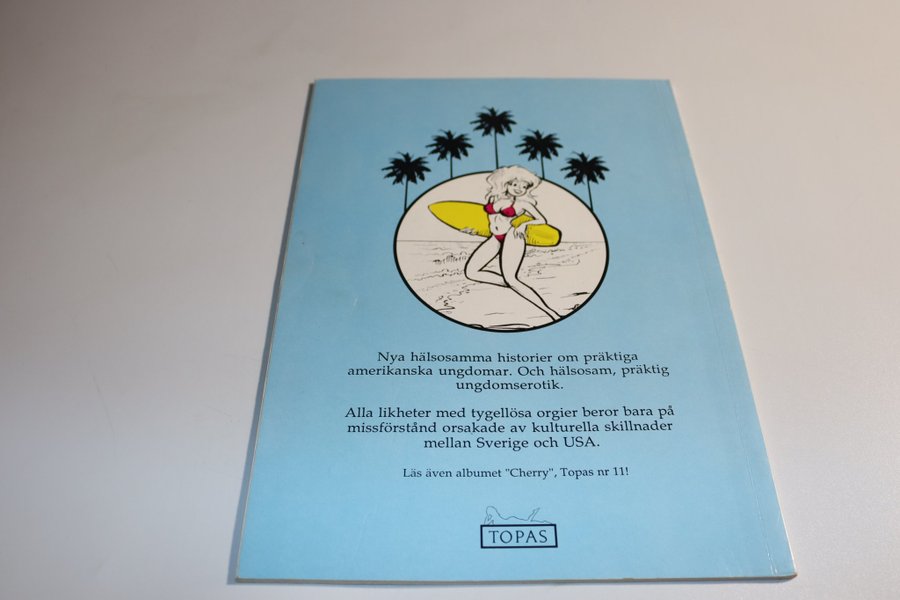 Nya hälsosamma historier om präktiga
amerikanska ungdomar. Och hälsosam, präktig
ungdomserotik.
Alla likheter med tygellösa orgier beror bara på
missförstånd orsakade av kulturella skillnader
mellan Sverige och USA.
Läs även albumet "Cherry", Topas nr 11!
TOPAS